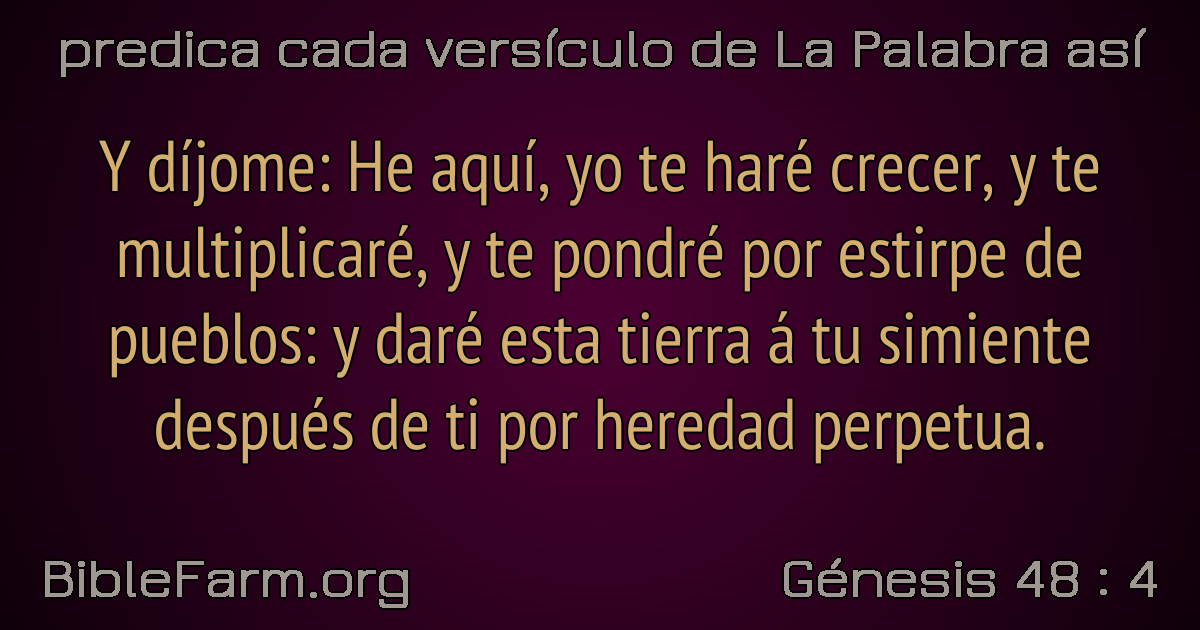 predica cada versículo de La Palabra así
Y díjome: He aquí, yo te haré crecer, y te
multiplicaré, y te pondré por estirpe de
pueblos: y daré esta tierra á tu simiente
después de ti por heredad perpetua.
BibleFarm.org
Génesis 48 : 4